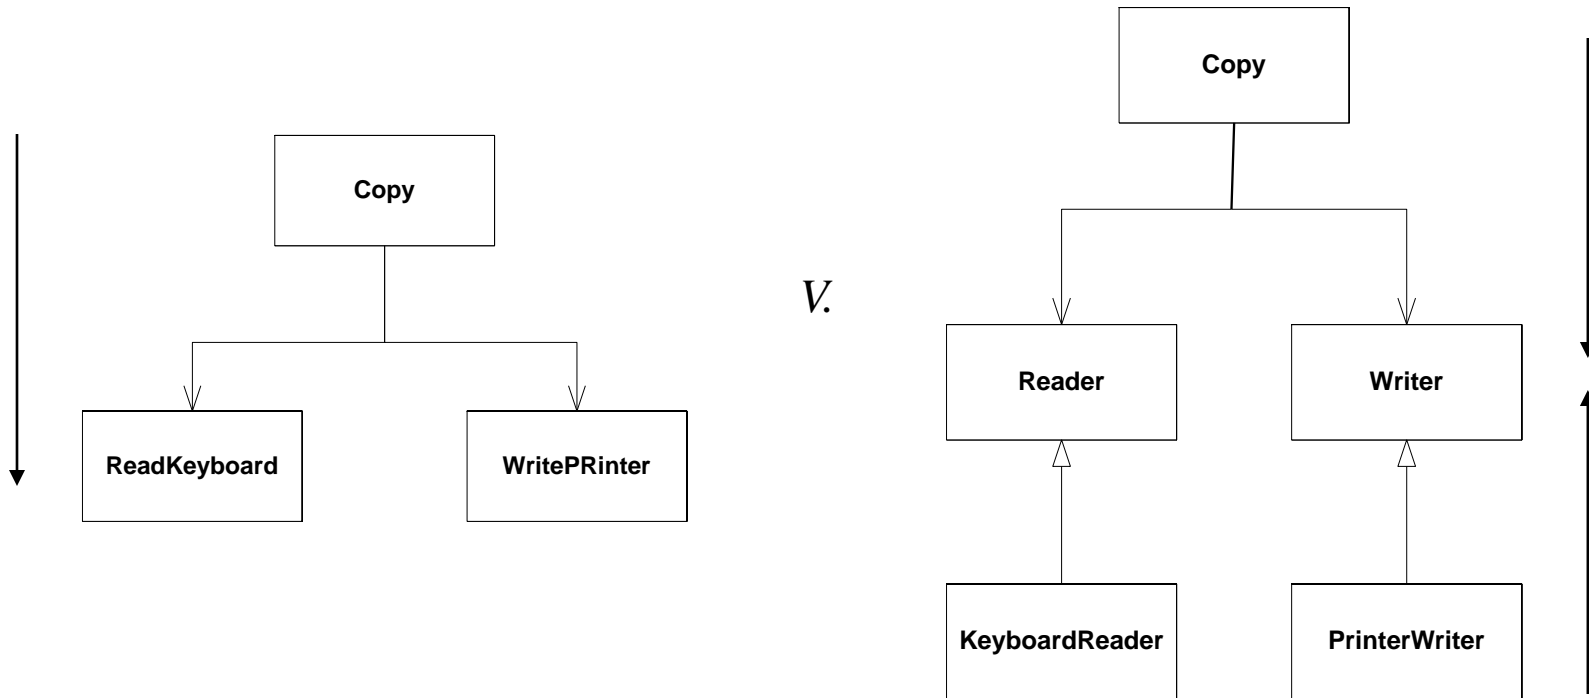 Copy
ReadKeyboard
WritePRinter
V.
Copy
Reader
Writer
KeyboardReader
PrinterWriter